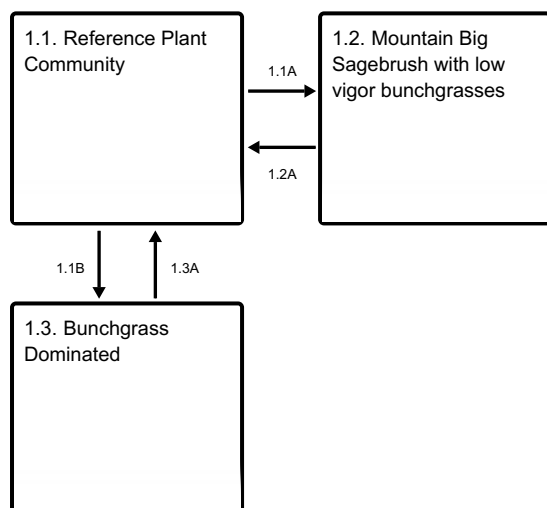 1.1. Reference Plant
Community
1.2. Mountain Big
Sagebrush with low
vigor bunchgrasses
1.1A
1.2A
1.1B
1.3A
1.3. Bunchgrass
Dominated